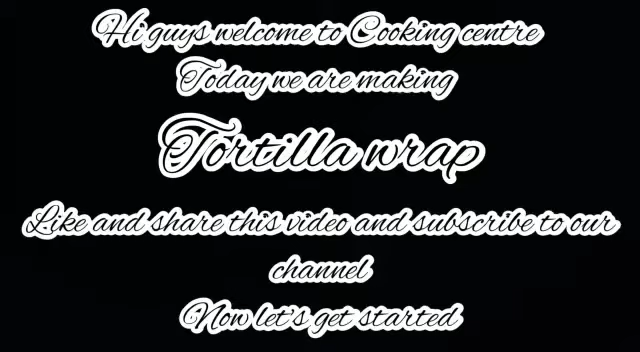 Hi guys welcome to Cooking centre
Today we are making
Tortilla wrap
Like and share this video and subscribe to our
channel
Now let's get started